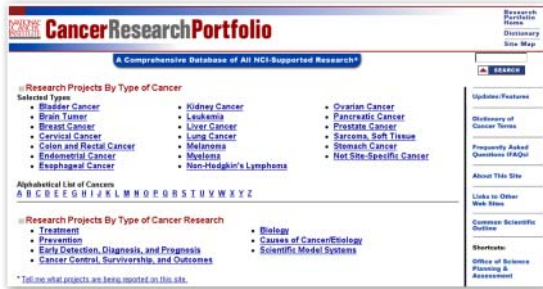 NATIONAL CANCER INSTITUTE
CancerResearchPortfolio
Research Portfolio Home
Dictionary
Site Map
A Comprehensive Database of All NCI-Supported Research*
SEARCH
Research Projects By Type of Cancer
Selected Types
Bladder Cancer
Brain Tumor
Breast Cancer
Cervical Cancer
Colon and Rectal Cancer
Endometrial Cancer
Esophageal Cancer
Kidney Cancer
Leukemia
Liver Cancer
Lung Cancer
Melanoma
Myeloma
Non-Hodgkin's Lymphoma
Ovarian Cancer
Pancreatic Cancer
Prostate Cancer
Sarcoma, Soft Tissue
Stomach Cancer
Not Site-Specific Cancer
Alphabetical List of Cancers
A B C D E F G H I J K L M N O P Q R S T U V W X Y Z
Research Projects By Type of Cancer Research
Treatment
Prevention
Early Detection, Diagnosis, and Prognosis
Cancer Control, Survivorship, and Outcomes
Biology
Causes of Cancer/Etiology
Scientific Model Systems
* Tell me what projects are being reported on this site.
Updates/Features
Dictionary of
Cancer Terms
Frequently Asked
Questions (FAQs)
About This Site
Links to Other
Web Sites
Common Scientific
Outline
Shortcuts:
Office of Science
Planning &
Assessment